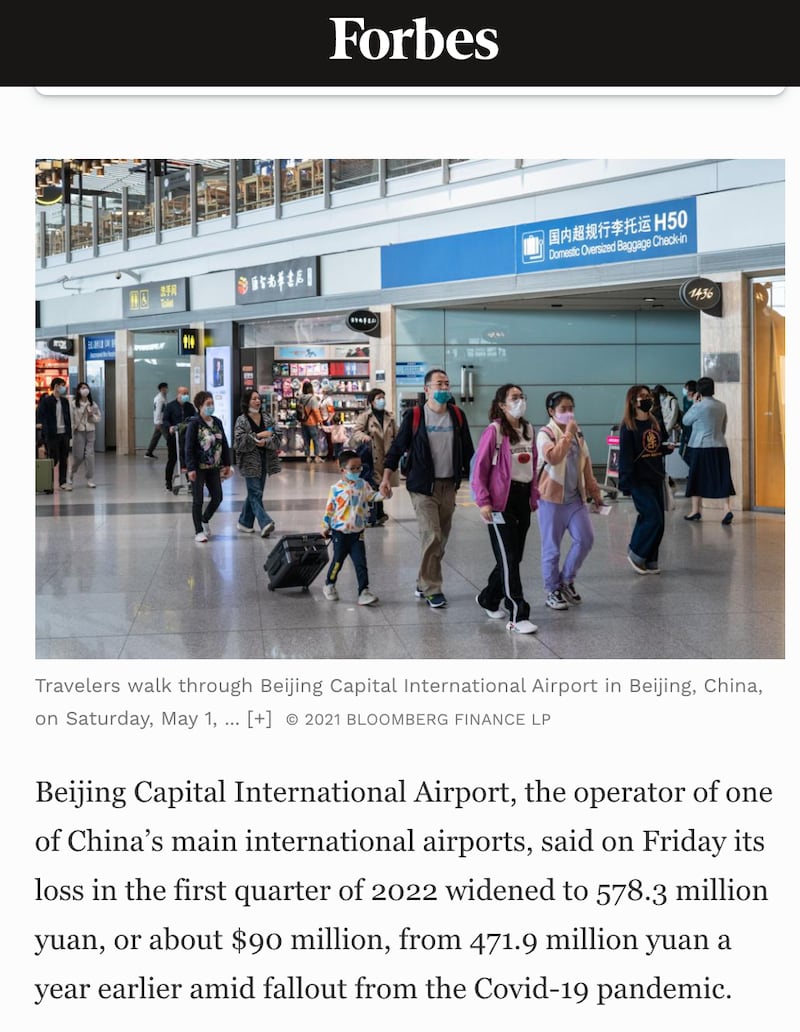 Forbes
国内超规行李托运 H50
Domestic Oversized Baggage Check-in
洗手间
Toilet
1436
Travelers walk through Beijing Capital International Airport in Beijing, China,
on Saturday, May 1, ... [+] © 2021 BLOOMBERG FINANCE LP
Beijing Capital International Airport, the operator of one
of China’s main international airports, said on Friday its
loss in the first quarter of 2022 widened to 578.3 million
yuan, or about $90 million, from 471.9 million yuan a
year earlier amid fallout from the Covid-19 pandemic.